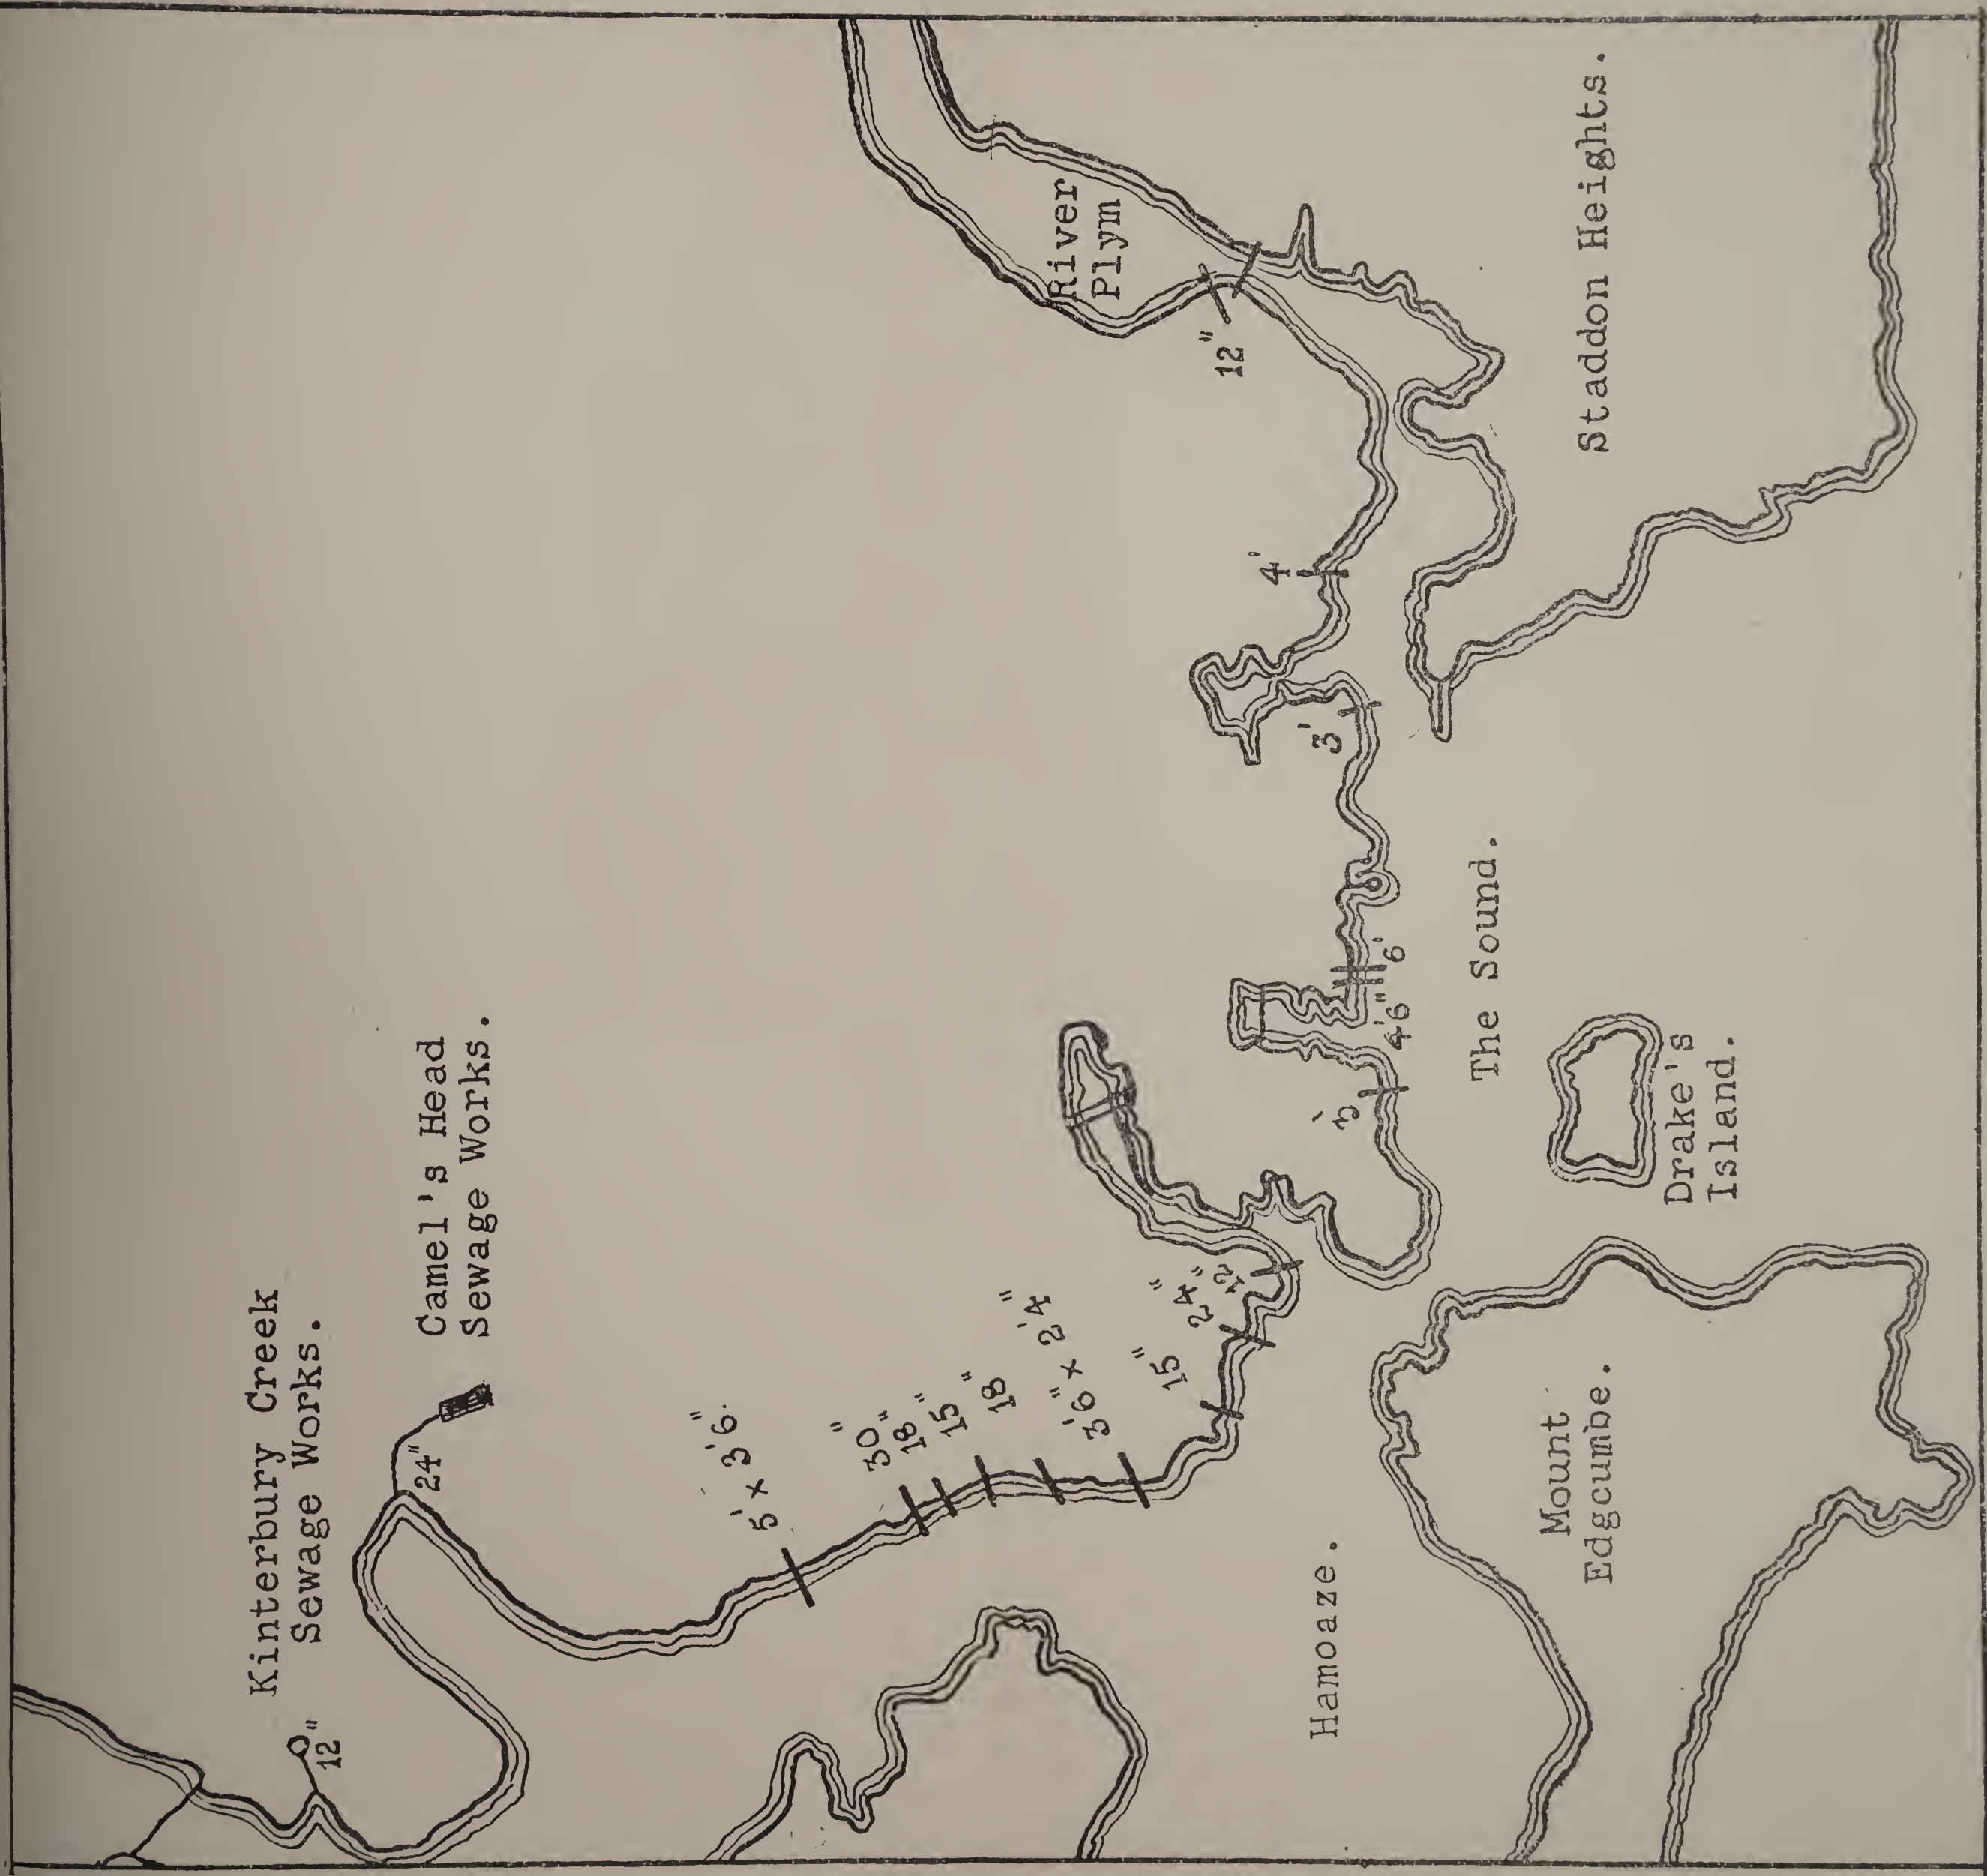 Kinterbury Creek
Sewage Works.
12"
Camel's Head
Sewage Works.
24"
5' x 3'6"
30"
18"
15"
18"
3'6" x 2'4"
15"
24"
12"
3'
4'6"
6'
3'
4'
12"
River
Plym
Hamoaze.
The Sound.
Mount
Edgcumbe.
Drake's
Island.
Staddon Heights.